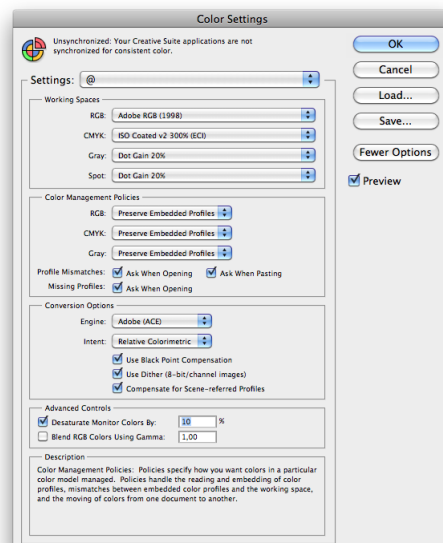 Color Settings
Unsynchronized: Your Creative Suite applications are not
synchronized for consistent color.
Settings: @
Working Spaces
RGB: Adobe RGB (1998)
CMYK: ISO Coated v2 300% (ECI)
Gray: Dot Gain 20%
Spot: Dot Gain 20%
Color Management Policies
RGB: Preserve Embedded Profiles
CMYK: Preserve Embedded Profiles
Gray: Preserve Embedded Profiles
Profile Mismatches: Ask When Opening Ask When Pasting
Missing Profiles: Ask When Opening
Conversion Options
Engine: Adobe (ACE)
Intent: Relative Colorimetric
Use Black Point Compensation
Use Dither (8-bit/channel images)
Compensate for Scene-referred Profiles
Advanced Controls
Desaturate Monitor Colors By: 10 %
Blend RGB Colors Using Gamma: 1,00
Description
Color Management Policies: Policies specify how you want colors in a particular
color model managed. Policies handle the reading and embedding of color
profiles, mismatches between embedded color profiles and the working space,
and the moving of colors from one document to another.
OK
Cancel
Load...
Save...
Fewer Options
Preview